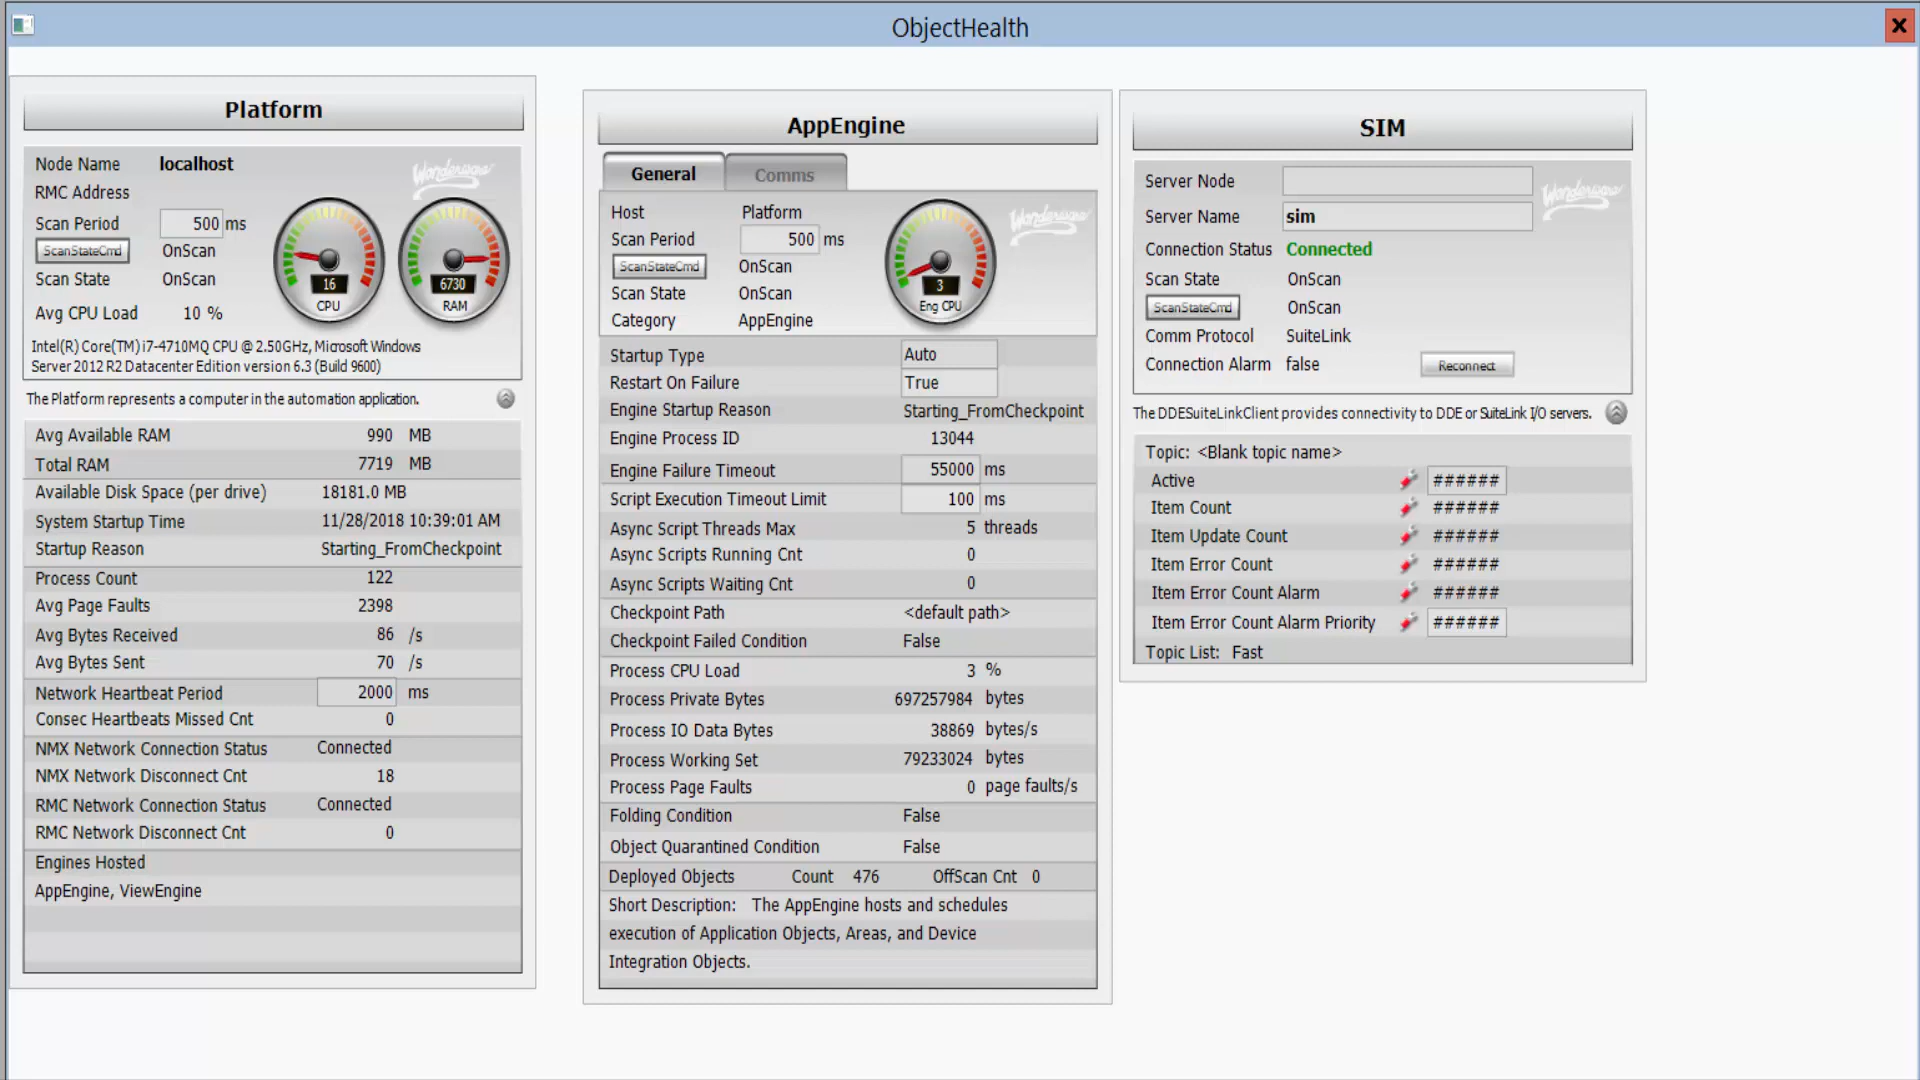 ObjectHealth
Platform
Node Name localhost
Wonderware
RMC Address
Scan Period 500 ms
ScanStateCmd OnScan
Scan State OnScan
Avg CPU Load 10 %
16
CPU
6730
RAM
Intel(R) Core(TM) i7-4710MQ CPU @ 2.50GHz, Microsoft Windows
Server 2012 R2 Datacenter Edition version 6.3 (Build 9600)
The Platform represents a computer in the automation application.
Avg Available RAM 990 MB
Total RAM 7719 MB
Available Disk Space (per drive) 18181.0 MB
System Startup Time 11/28/2018 10:39:01 AM
Startup Reason Starting_FromCheckpoint
Process Count 122
Avg Page Faults 2398
Avg Bytes Received 86 /s
Avg Bytes Sent 70 /s
Network Heartbeat Period 2000 ms
Consec Heartbeats Missed Cnt 0
NMX Network Connection Status Connected
NMX Network Disconnect Cnt 18
RMC Network Connection Status Connected
RMC Network Disconnect Cnt 0
Engines Hosted
AppEngine, ViewEngine
AppEngine
General Comms
Host Platform
Wonderware
Scan Period 500 ms
ScanStateCmd OnScan
Scan State OnScan
Category AppEngine
3
Eng CPU
Startup Type Auto
Restart On Failure True
Engine Startup Reason Starting_FromCheckpoint
Engine Process ID 13044
Engine Failure Timeout 55000 ms
Script Execution Timeout Limit 100 ms
Async Script Threads Max 5 threads
Async Scripts Running Cnt 0
Async Scripts Waiting Cnt 0
Checkpoint Path <default path>
Checkpoint Failed Condition False
Process CPU Load 3 %
Process Private Bytes 697257984 bytes
Process IO Data Bytes 38869 bytes/s
Process Working Set 79233024 bytes
Process Page Faults 0 page faults/s
Folding Condition False
Object Quarantined Condition False
Deployed Objects Count 476 OffScan Cnt 0
Short Description: The AppEngine hosts and schedules
execution of Application Objects, Areas, and Device
Integration Objects.
SIM
Server Node
Wonderware
Server Name sim
Connection Status Connected
Scan State OnScan
ScanStateCmd OnScan
Comm Protocol SuiteLink
Connection Alarm false Reconnect
The DDESuiteLinkClient provides connectivity to DDE or SuiteLink I/O servers.
Topic: <Blank topic name>
Active ######
Item Count ######
Item Update Count ######
Item Error Count ######
Item Error Count Alarm ######
Item Error Count Alarm Priority ######
Topic List: Fast